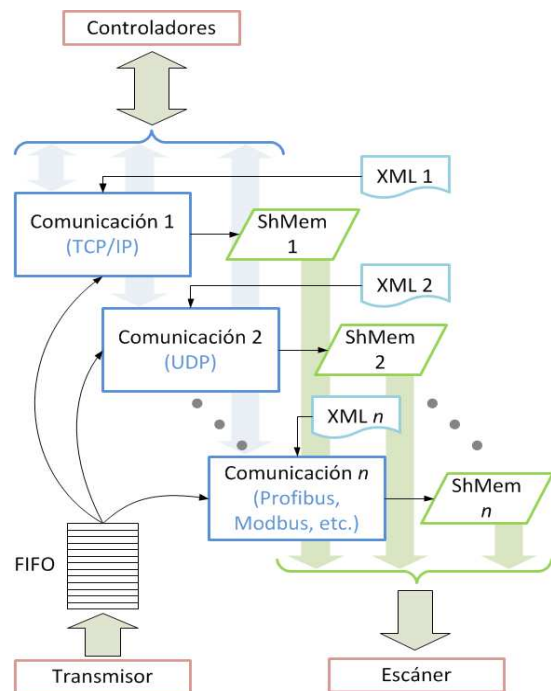 Controladores
XML 1
Comunicación 1
(TCP/IP)
ShMem
1
XML 2
Comunicación 2
(UDP)
ShMem
2
XML n
Comunicación n
(Profibus,
Modbus, etc.)
ShMem
n
FIFO
Transmisor
Escáner